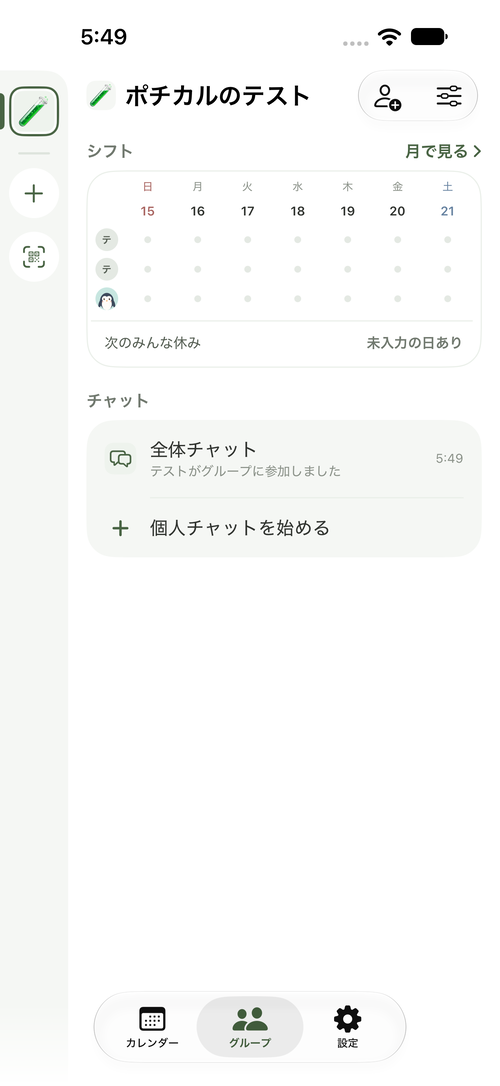 5:49
ポチカルのテスト
シフト
月で見る
日 月 火 水 木 金 土
15 16 17 18 19 20 21
テ
テ
次のみんな休み 未入力の日あり
チャット
全体チャット
5:49
テストがグループに参加しました
個人チャットを始める
カレンダー グループ 設定